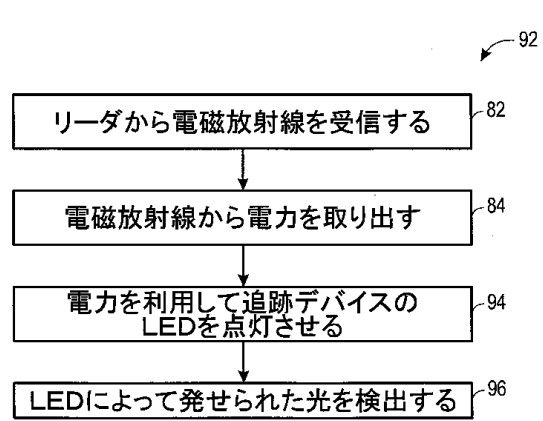 92
リーダから電磁放射線を受信する
82
電磁放射線から電力を取り出す
84
電力を利用して追跡デバイスの
LEDを点灯させる
94
LEDによって発せられた光を検出する
96